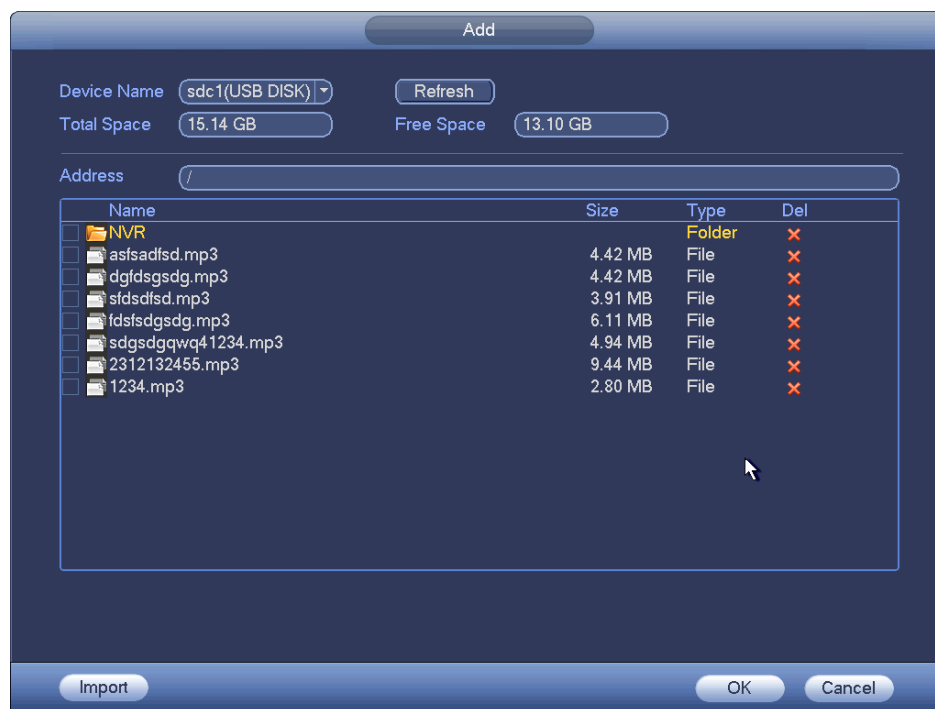 Add
Device Name sdc1(USB DISK) Refresh
Total Space 15.14 GB Free Space 13.10 GB
Address /
Name Size Type Del
NVR Folder
asfsadfsd.mp3 4.42 MB File
dgfdsgsdg.mp3 4.42 MB File
sfdsdfsd.mp3 3.91 MB File
fdsfsdgsdg.mp3 6.11 MB File
sdgsdgqwq41234.mp3 4.94 MB File
2312132455.mp3 9.44 MB File
1234.mp3 2.80 MB File
Import OK Cancel